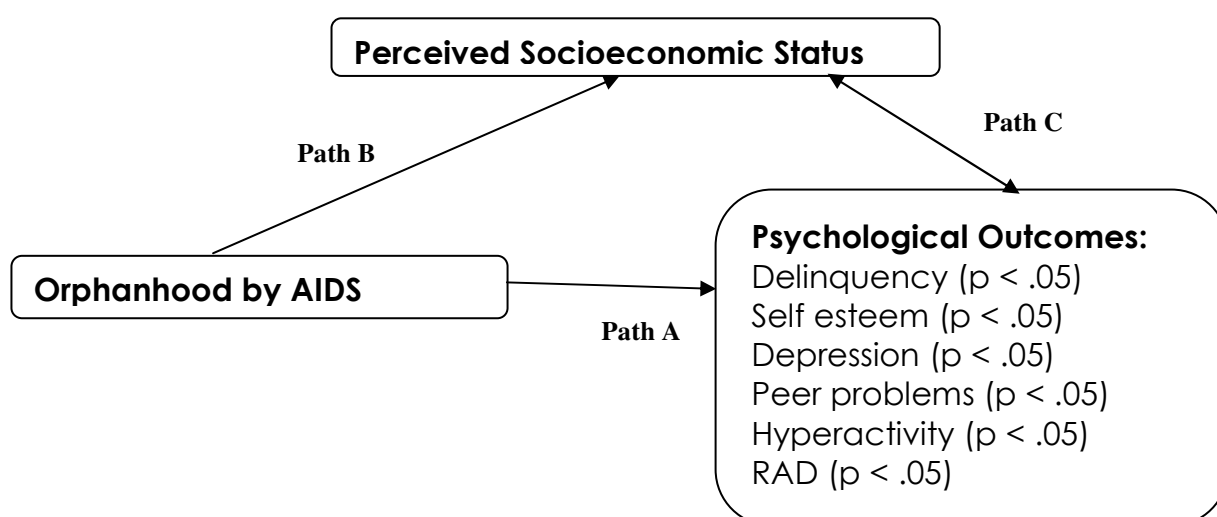 Perceived Socioeconomic Status
Path C
Path B
Psychological Outcomes:
Delinquency (p < .05)
Self esteem (p < .05)
Depression (p < .05)
Peer problems (p < .05)
Hyperactivity (p < .05)
RAD (p < .05)
Orphanhood by AIDS
Path A